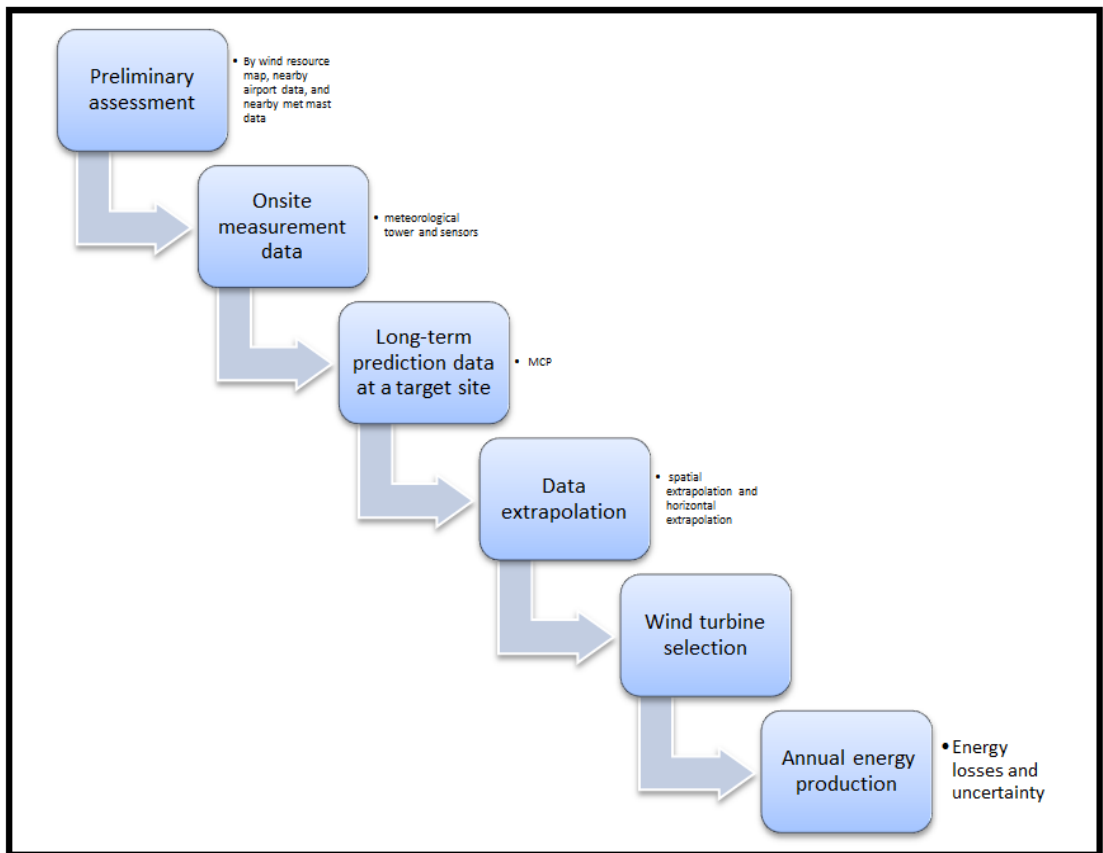 Preliminary
assessment
• By wind resource
map, nearby
airport data, and
nearby met mast
data
Onsite
measurement
data
• meteorological
tower and sensors
Long-term
prediction data
at a target site
• MCP
Data
extrapolation
• spatial
extrapolation and
horizontal
extrapolation
Wind turbine
selection
Annual energy
production
• Energy
losses and
uncertainty